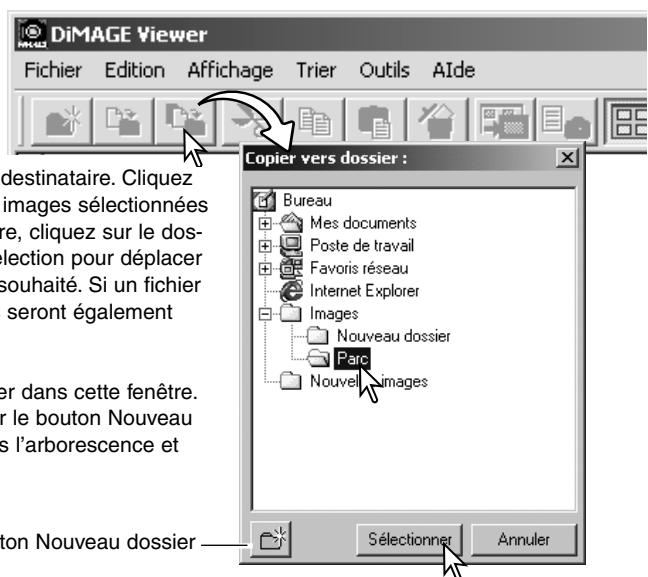 DiMAGE Viewer
Fichier Edition Affichage Trier Outils AIde
Copier vers dossier :
Bureau
Mes documents
Poste de travail
Favoris réseau
Internet Explorer
Images
Nouveau dossier
Parc
Nouvelles images
Sélectionner Annuler
destinataire. Cliquez
images sélectionnées
re, cliquez sur le dos-
élection pour déplacer
souhaité. Si un fichier
s seront également
er dans cette fenêtre.
r le bouton Nouveau
s l'arborescence et
ton Nouveau dossier